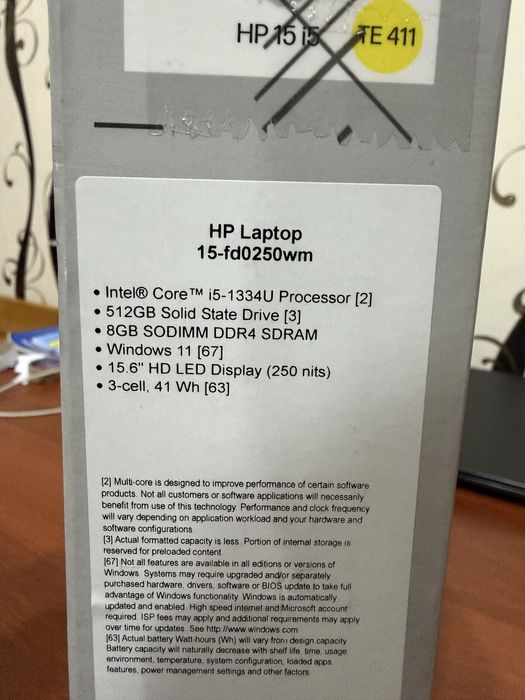 HP 15 i5
TE 411
HP Laptop
15-fd0250wm
• Intel® Core™ i5-1334U Processor [2]
• 512GB Solid State Drive [3]
• 8GB SODIMM DDR4 SDRAM
• Windows 11 [67]
• 15.6" HD LED Display (250 nits)
• 3-cell, 41 Wh [63]
[2] Multi-core is designed to improve performance of certain software
products. Not all customers or software applications will necessarily
benefit from use of this technology. Performance and clock frequency
will vary depending on application workload and your hardware and
software configurations.
[3] Actual formatted capacity is less. Portion of internal storage is
reserved for preloaded content.
[67] Not all features are available in all editions or versions of
Windows. Systems may require upgraded and/or separately
purchased hardware, drivers, software or BIOS update to take full
advantage of Windows functionality. Windows is automatically
updated and enabled. High speed internet and Microsoft account
required. ISP fees may apply and additional requirements may apply
over time for updates. See http://www.windows.com
[63] Actual battery Watt-hours (Wh) will vary from design capacity.
Battery capacity will naturally decrease with shelf life, time, usage,
environment, temperature, system configuration, loaded apps,
features, power management settings and other factors.